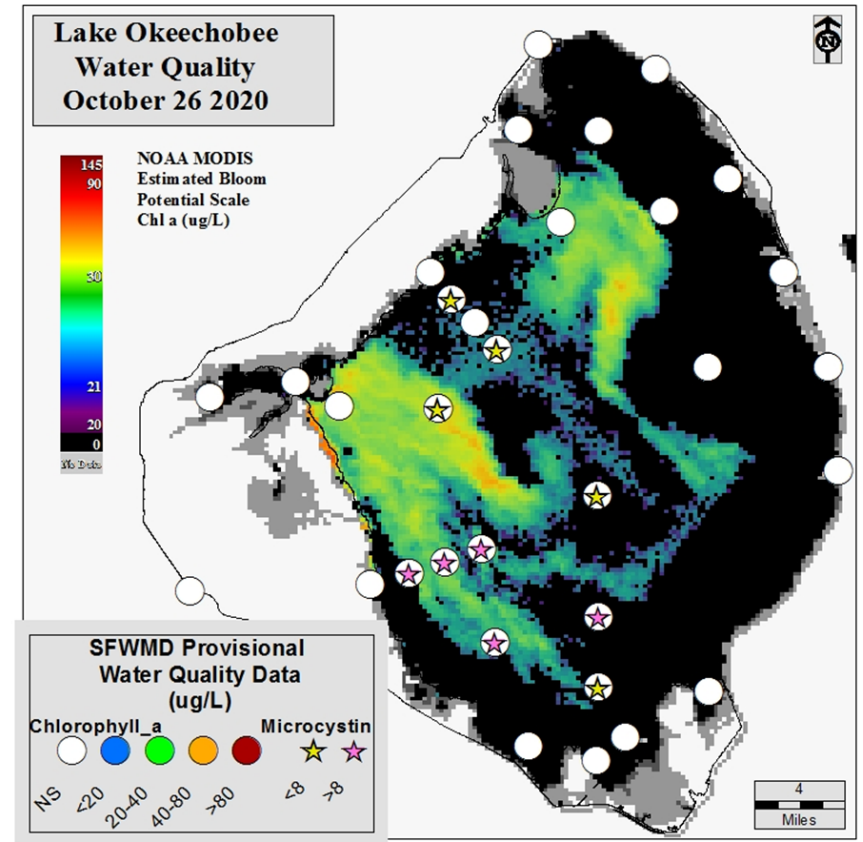 Lake Okeechobee
Water Quality
October 26 2020
N
NOAA MODIS
Estimated Bloom
Potential Scale
Chl a (ug/L)
145
90
30
21
20
0
No Data
SFWMD Provisional
Water Quality Data
(ug/L)
Chlorophyll_a
Microcystin
NS
<20
20-40
40-80
>80
<8
>8
4
Miles